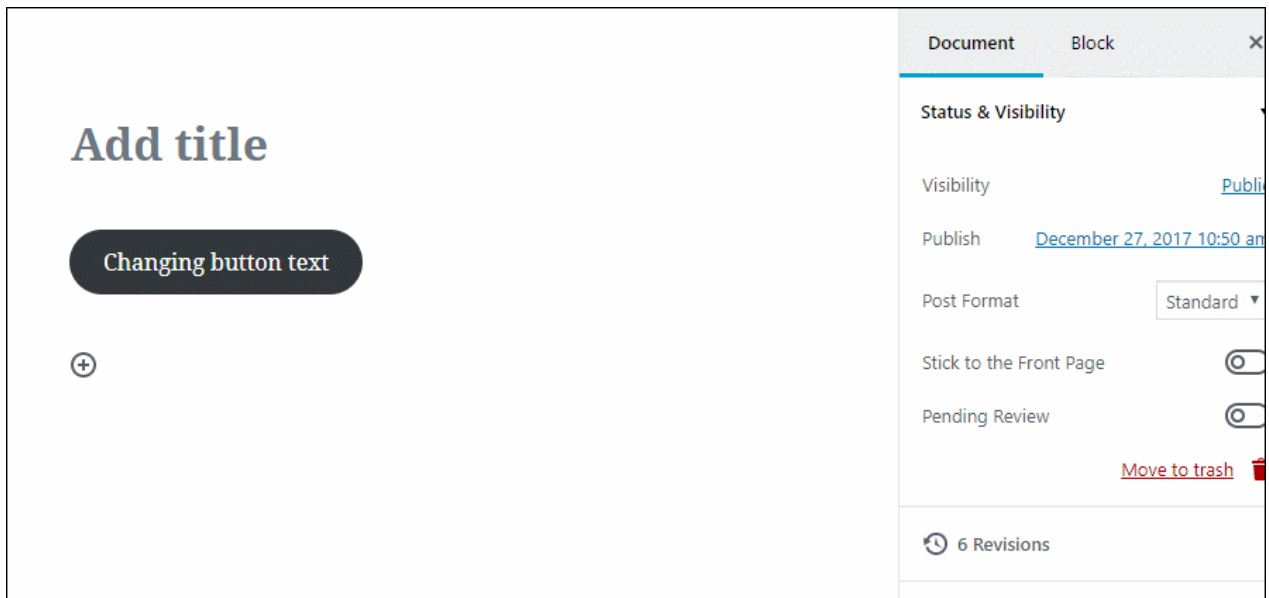 Document Block
Status & Visibility
Add title
Visibility Public
Publish December 27, 2017 10:50 am
Changing button text
Post Format Standard
Stick to the Front Page
Pending Review
Move to trash
6 Revisions